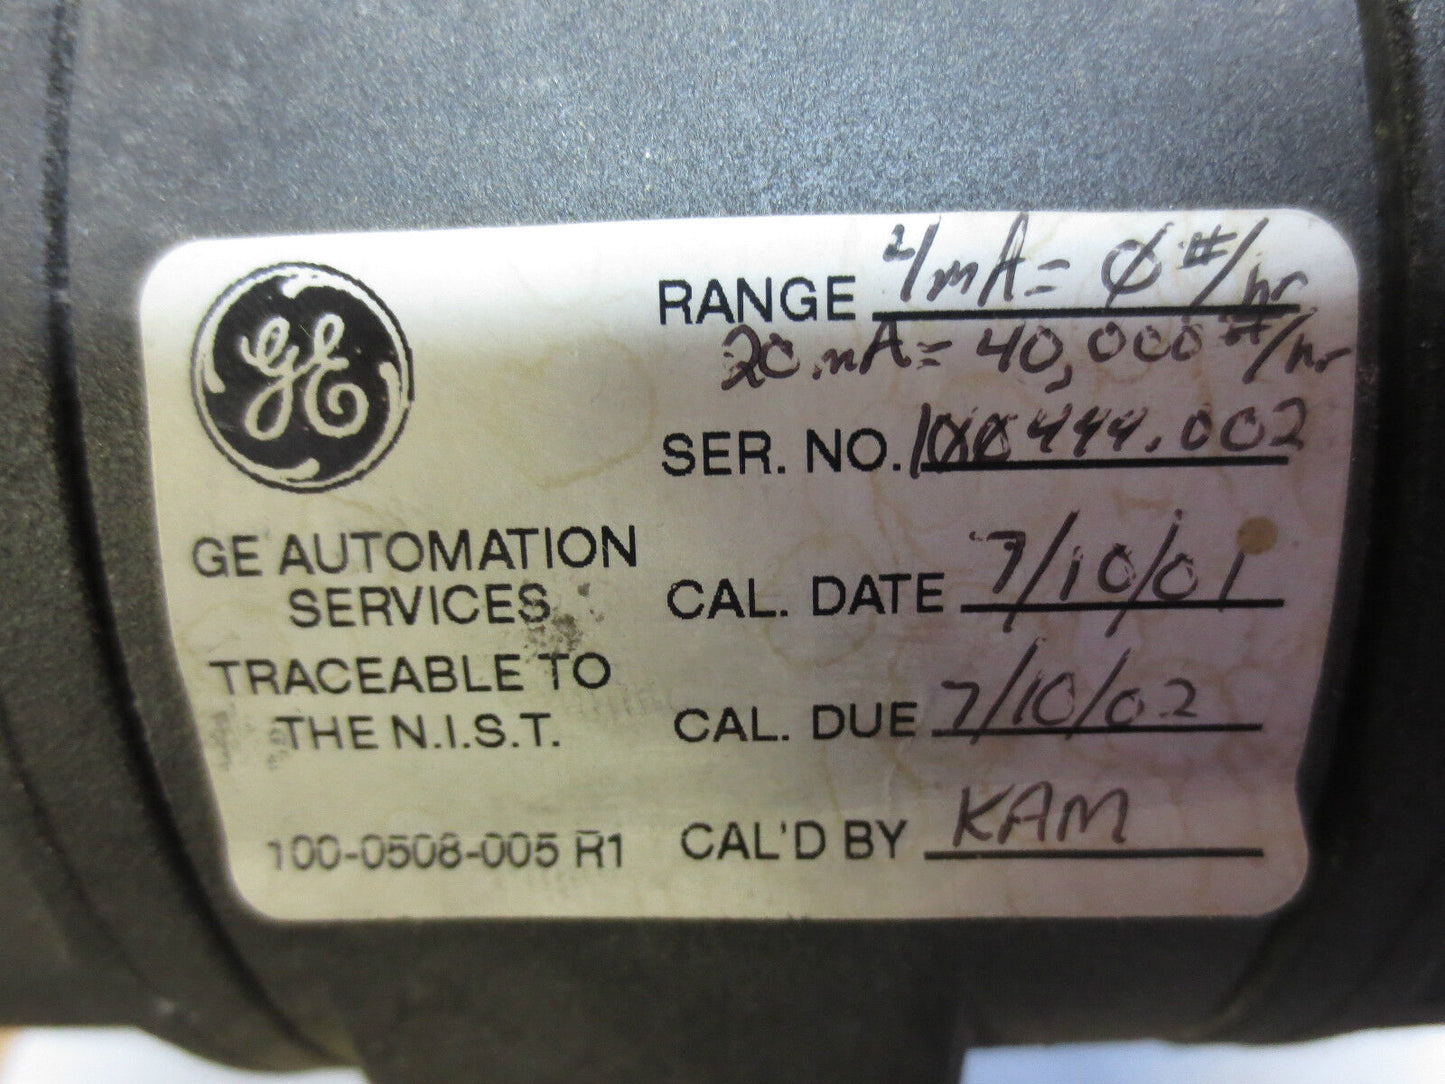 GE
RANGE 4mA = Ø #/hr
20mA = 40,000 #/hr
SER. NO. 100444.002
GE AUTOMATION
SERVICES
CAL. DATE 7/10/01
TRACEABLE TO
THE N.I.S.T.
CAL. DUE 7/10/02
100-0508-005 R1
CAL'D BY KAM